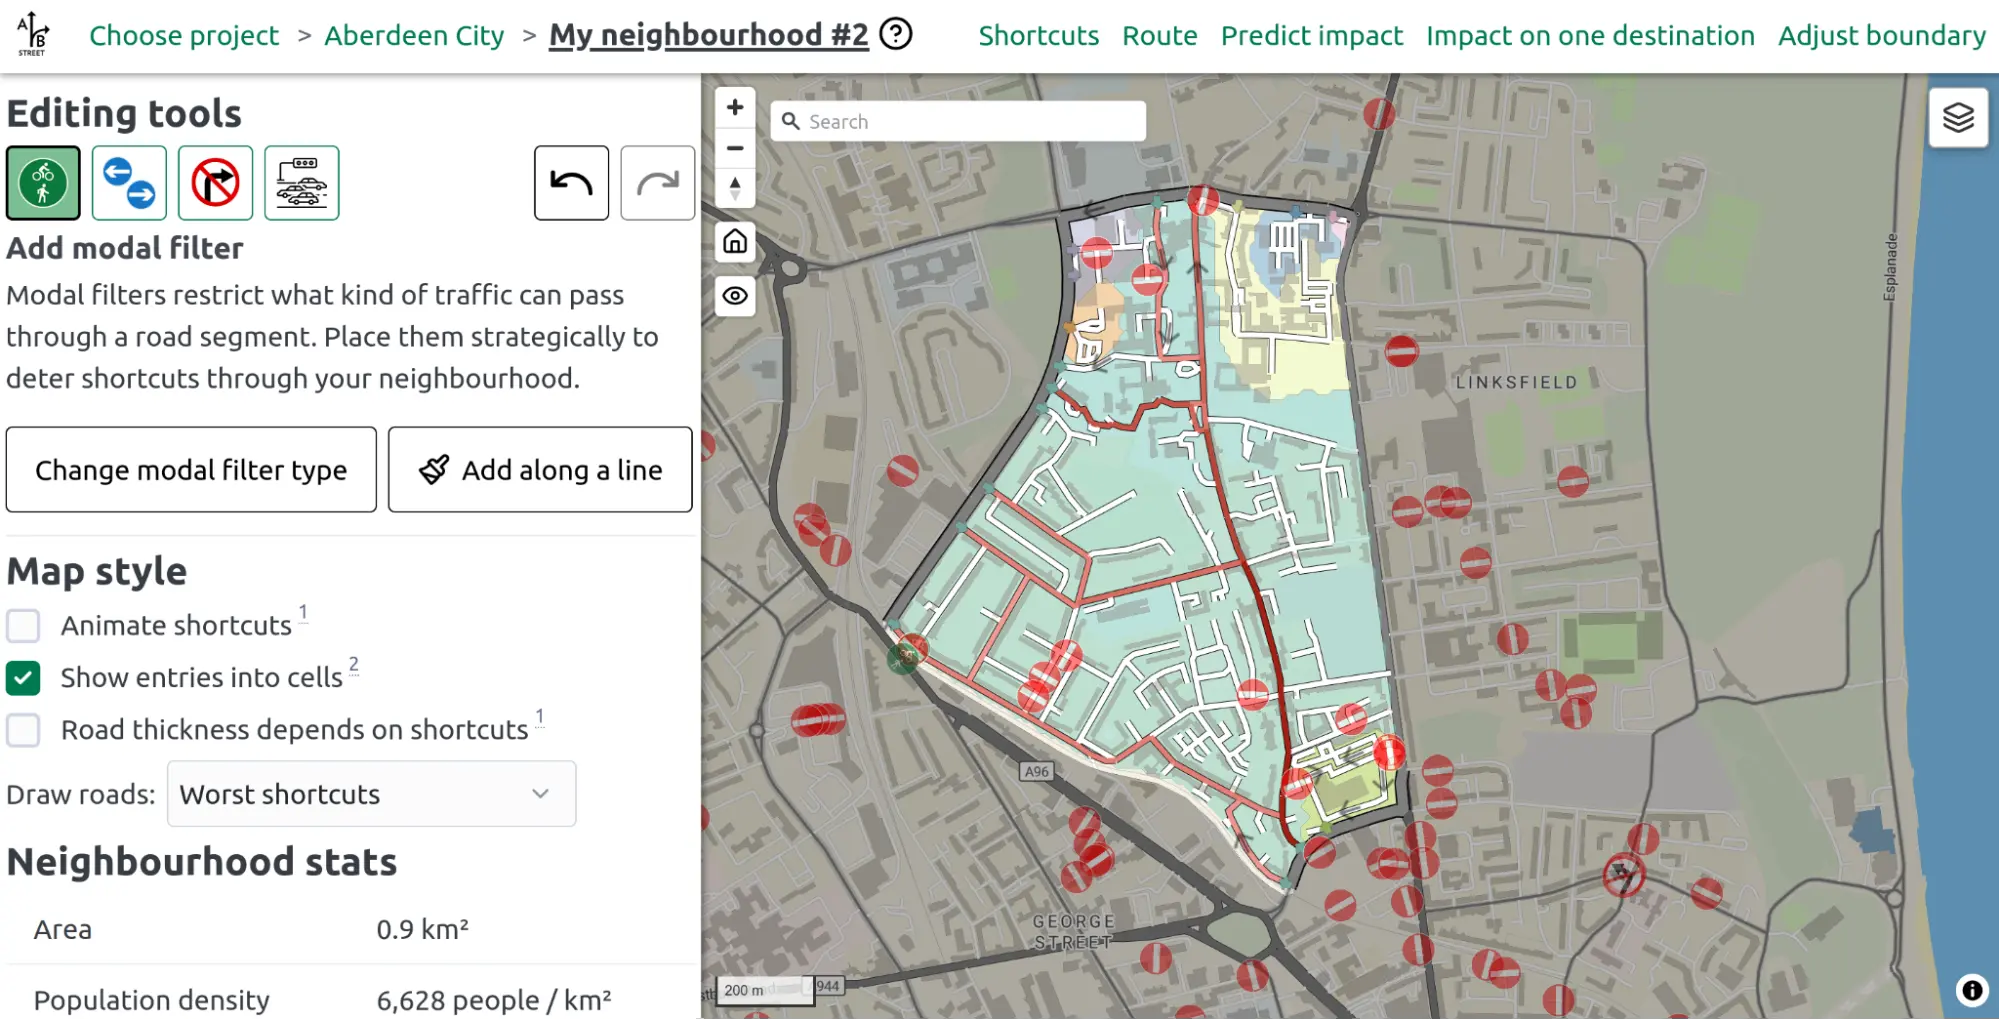 A
B
STREET
Choose project > Aberdeen City > My neighbourhood #2 ?
Shortcuts Route Predict impact Impact on one destination Adjust boundary
Editing tools
Add modal filter
Modal filters restrict what kind of traffic can pass
through a road segment. Place them strategically to
deter shortcuts through your neighbourhood.
Change modal filter type
Add along a line
Map style
Animate shortcuts 1
Show entries into cells 2
Road thickness depends on shortcuts 1
Draw roads: Worst shortcuts
Neighbourhood stats
Area 0.9 km²
Population density 6,628 people / km²
+
Search
−
Esplanade
LINKSFIELD
A96
GEORGE
STREET
200 m
944